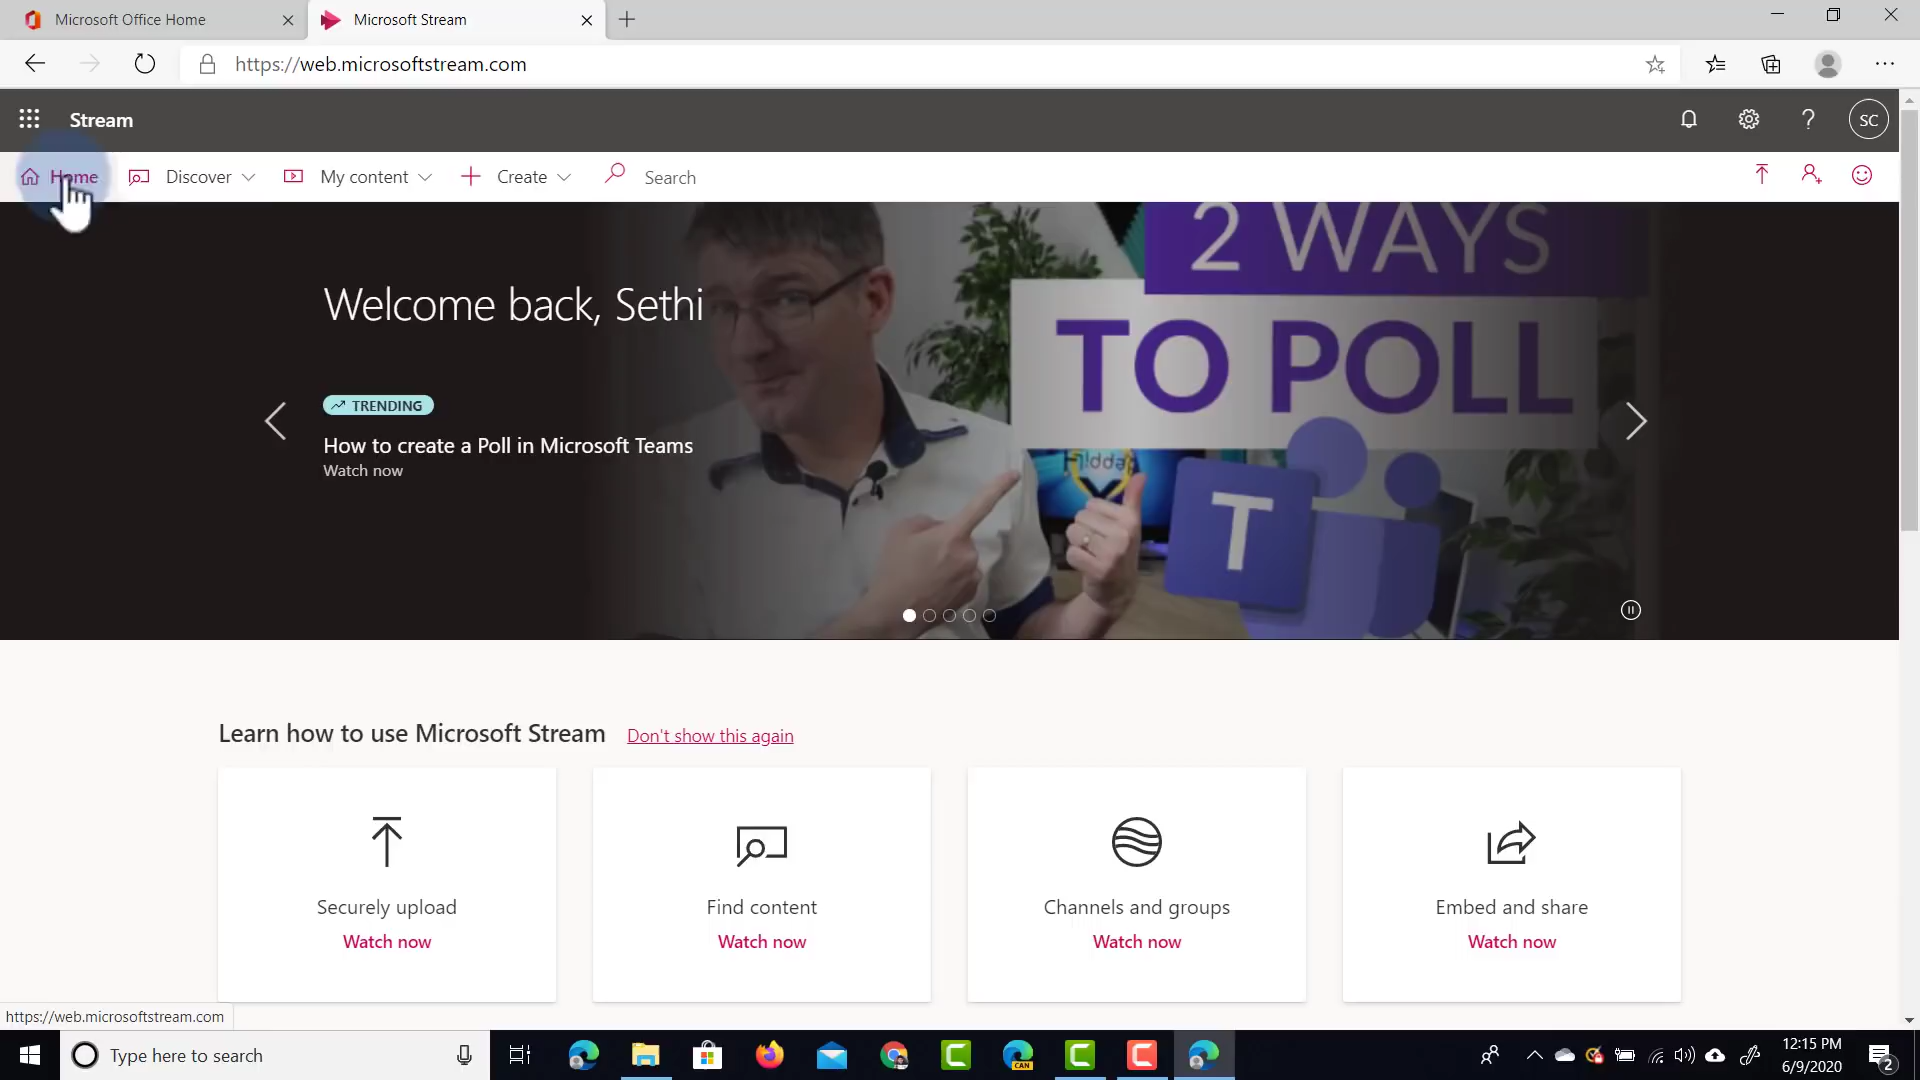 Microsoft Office Home
Microsoft Stream
https://web.microsoftstream.com
Stream
SC
Home
Discover
My content
Create
Search
2 WAYS
TO POLL
Welcome back, Sethi
TRENDING
How to create a Poll in Microsoft Teams
Watch now
T
Learn how to use Microsoft Stream
Don't show this again
Securely upload
Watch now
Find content
Watch now
Channels and groups
Watch now
Embed and share
Watch now
https://web.microsoftstream.com
Type here to search
CAN
12:15 PM
6/9/2020
2